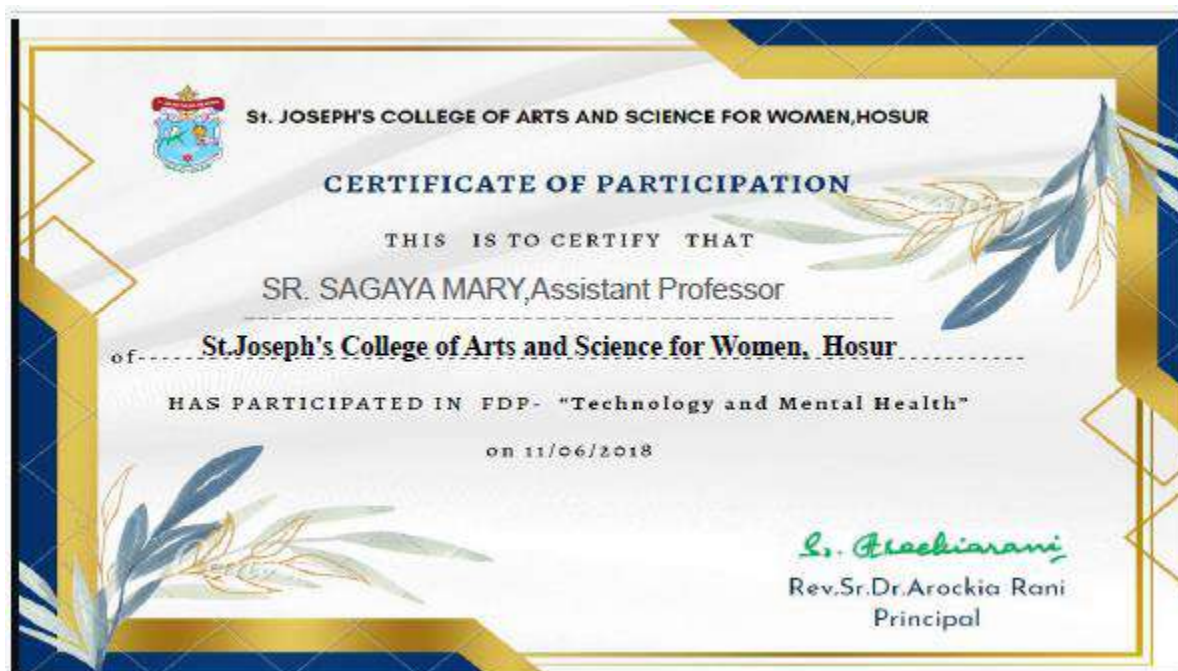 St. JOSEPH'S COLLEGE OF ARTS AND SCIENCE FOR WOMEN,HOSUR
CERTIFICATE OF PARTICIPATION
THIS IS TO CERTIFY THAT
SR. SAGAYA MARY,Assistant Professor
of St.Joseph's College of Arts and Science for Women, Hosur
HAS PARTICIPATED IN FDP- "Technology and Mental Health"
on 11/06/2018
Rev.Sr.Dr.Arockia Rani
Principal